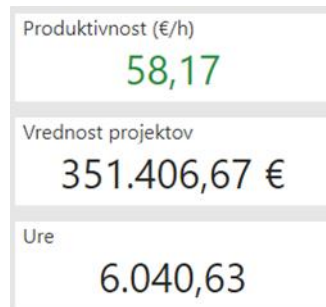 Produktivnost (€/h)
58,17
Vrednost projektov
351.406,67 €
Ure
6.040,63